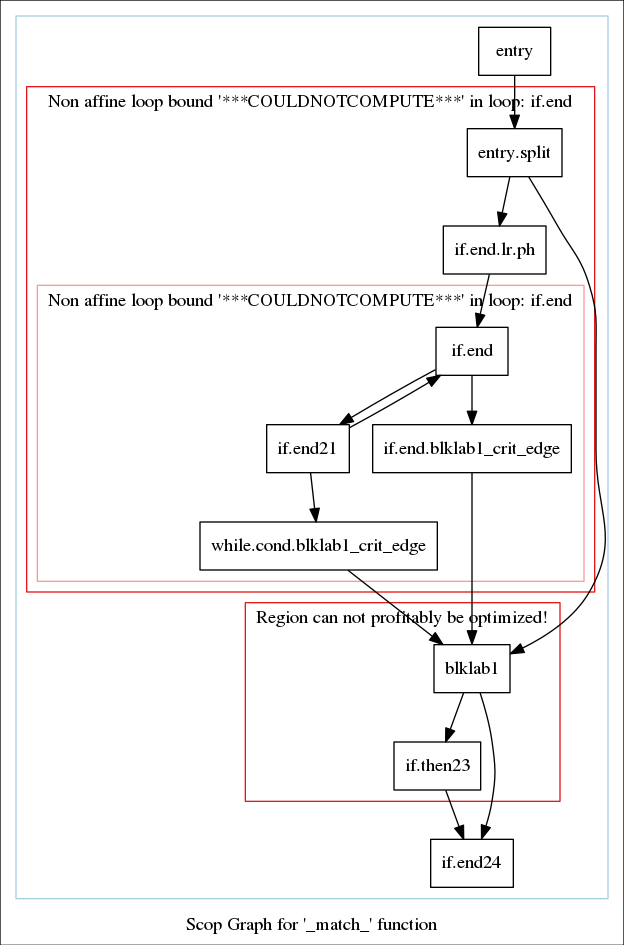 entry
Non affine loop bound '***COULDNOTCOMPUTE***' in loop: if.end
entry.split
if.end.lr.ph
Non affine loop bound '***COULDNOTCOMPUTE***' in loop: if.end
if.end
if.end21
if.end.blklab1_crit_edge
while.cond.blklab1_crit_edge
Region can not profitably be optimized!
blklab1
if.then23
if.end24
Scop Graph for '_match_' function